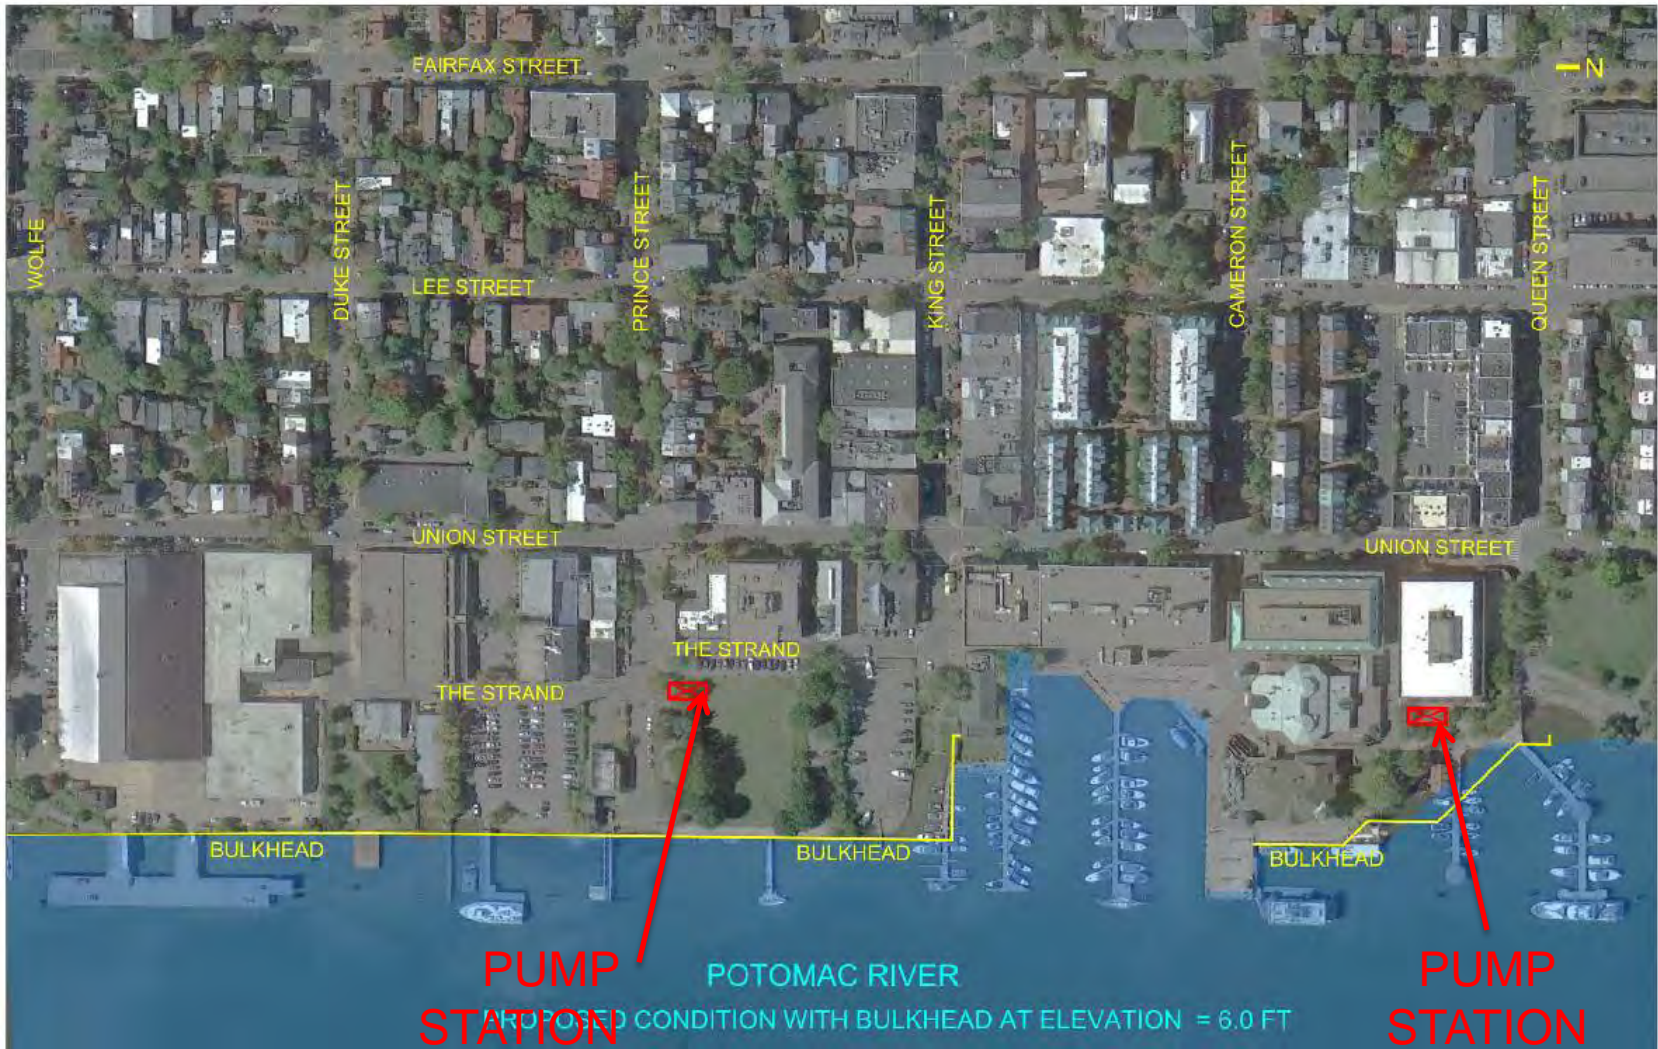 FAIRFAX STREET
N
WOLFE
DUKE STREET
PRINCE STREET
KING STREET
CAMERON STREET
QUEEN STREET
LEE STREET
UNION STREET
UNION STREET
THE STRAND
THE STRAND
BULKHEAD
BULKHEAD
BULKHEAD
PUMP
STATION
POTOMAC RIVER
PROPOSED CONDITION WITH BULKHEAD AT ELEVATION = 6.0 FT
PUMP
STATION